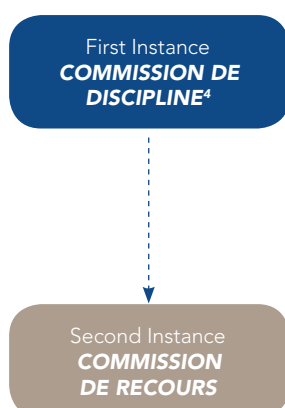 First Instance
COMMISSION DE
DISCIPLINE⁴
Second Instance
COMMISSION
DE RECOURS